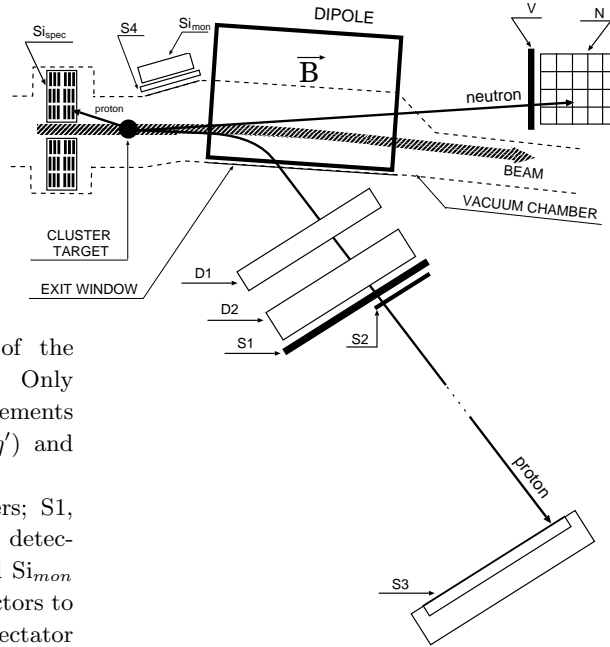 DIPOLE
V
N
Si_spec
S4
Si_mon
B
proton
neutron
BEAM
VACUUM CHAMBER
CLUSTER
TARGET
EXIT WINDOW
D1
D2
S1
S2
proton
S3
of the
Only
ements
η′) and
ers; S1,
detec-
Si_mon
ctors to
ectator